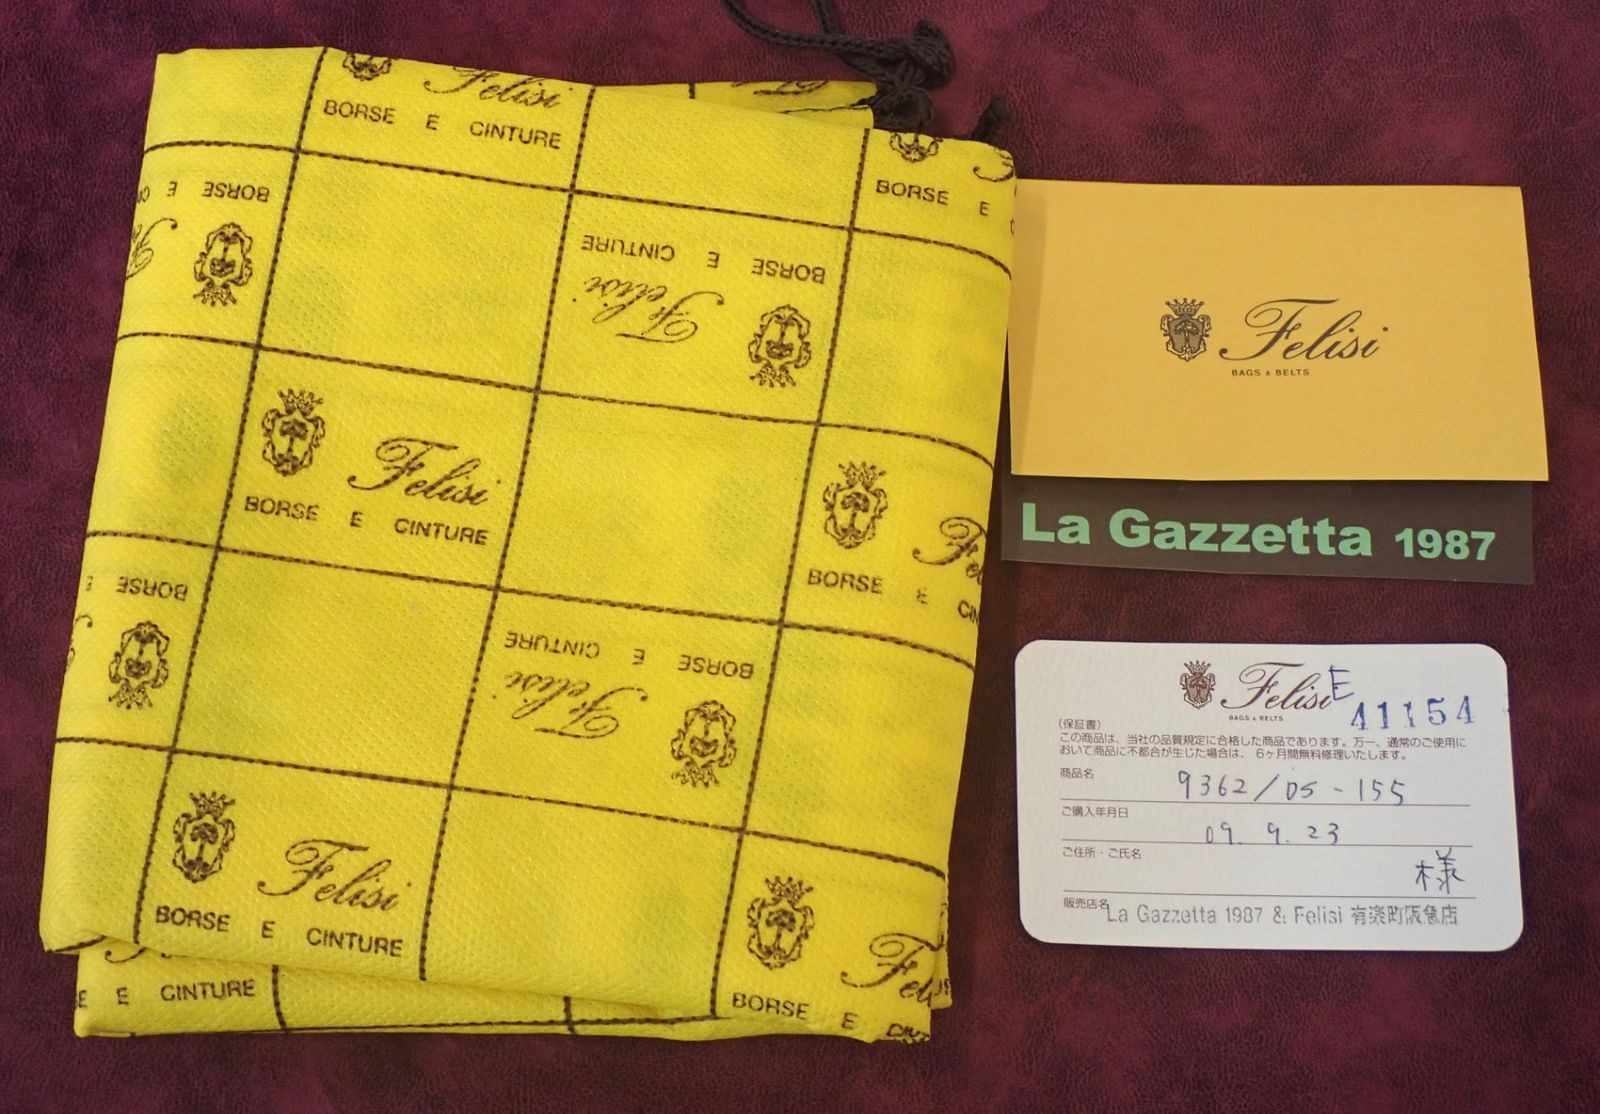 Felisi
BORSE E CINTURE
BORSE E
BORSE E
BORSE E CINTURE
Felisi
Felisi
BORSE E CINTURE
BORSE E
BORSE
BORSE E CINTURE
Felisi
Felisi
BORSE E CINTURE
BORSE E
E CINTURE
Felisi
BAGS & BELTS
La Gazzetta 1987
Felisi
BAGS & BELTS
E 41154
(保証書)
この商品は、当社の品質規定に合格した商品であります。万一、通常のご使用に
おいて商品に不都合が生じた場合は、6ヶ月間無料修理いたします。
商品名 9362/DS-155
ご購入年月日 09. 9. 23
ご住所・ご氏名 様
販売店名 La Gazzetta 1987 & Felisi 有楽町阪急店